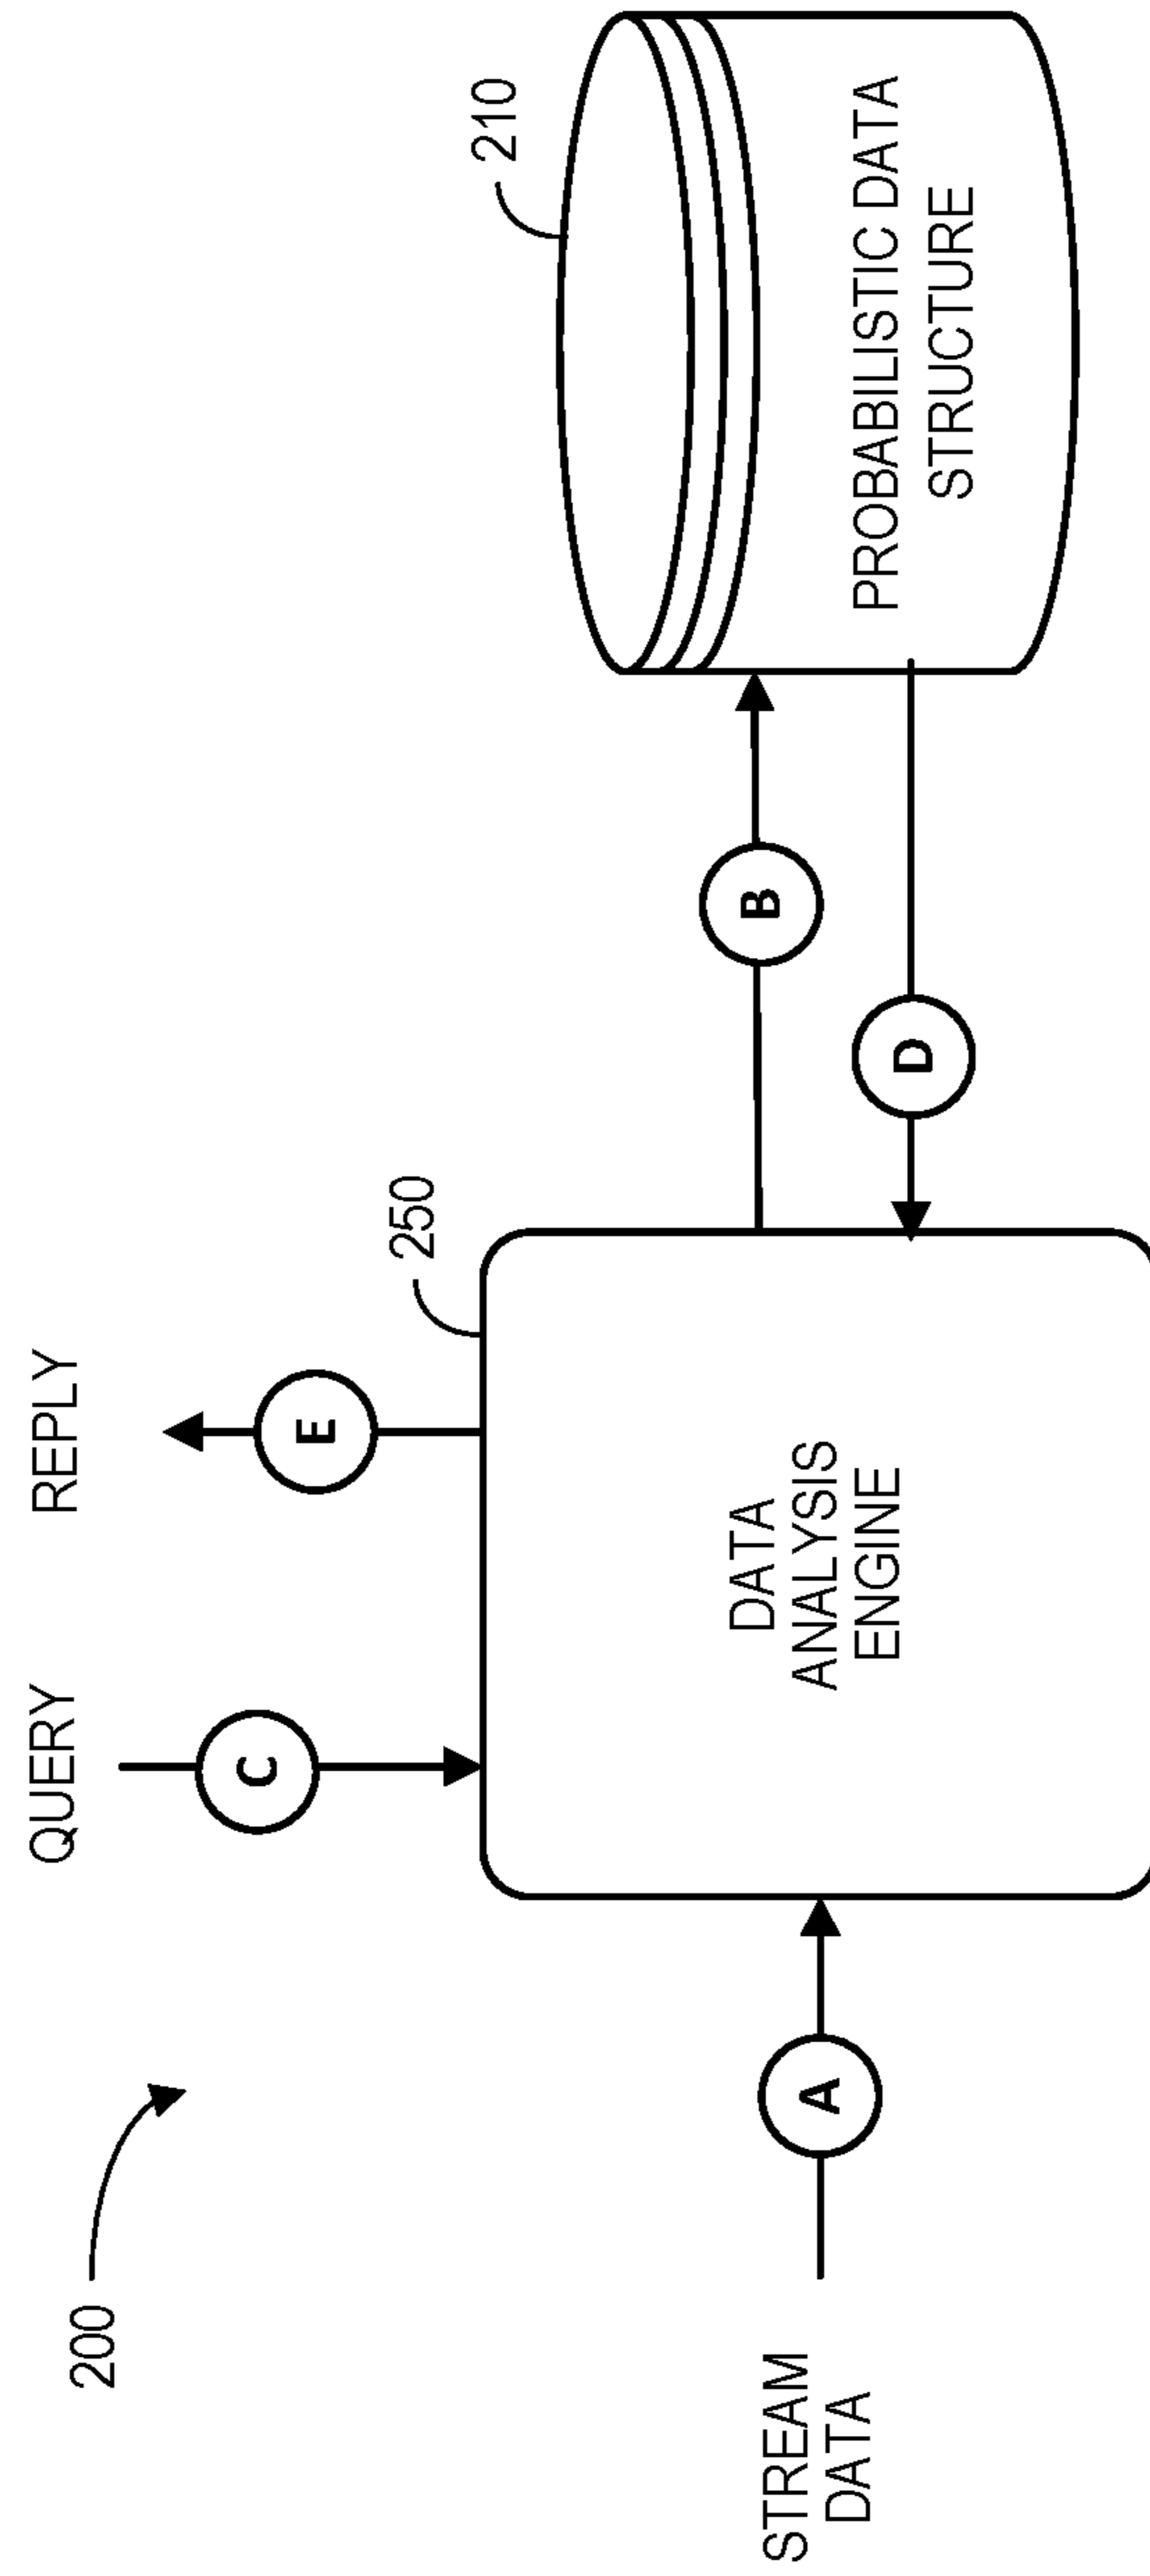 200
QUERY
REPLY
C
E
250
210
STREAM
DATA
A
DATA
ANALYSIS
ENGINE
B
D
PROBABILISTIC DATA
STRUCTURE